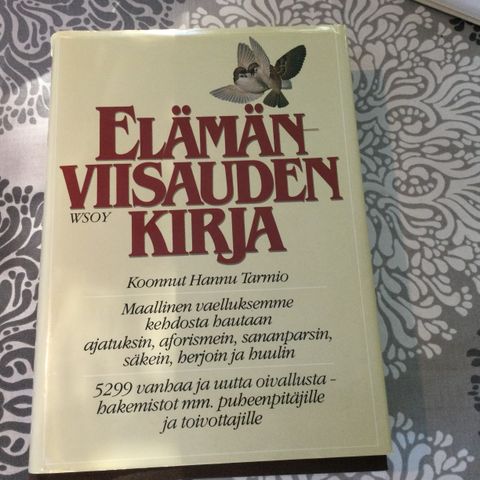 ELÄMÄN-
VIISAUDEN
WSOY
KIRJA
Koonnut Hannu Tarmio
Maallinen vaelluksemme
kehdosta hautaan
ajatuksin, aforismein, sananparsin,
säkein, herjoin ja huulin
5299 vanhaa ja uutta oivallusta –
hakemistot mm. puheenpitäjille
ja toivottajille